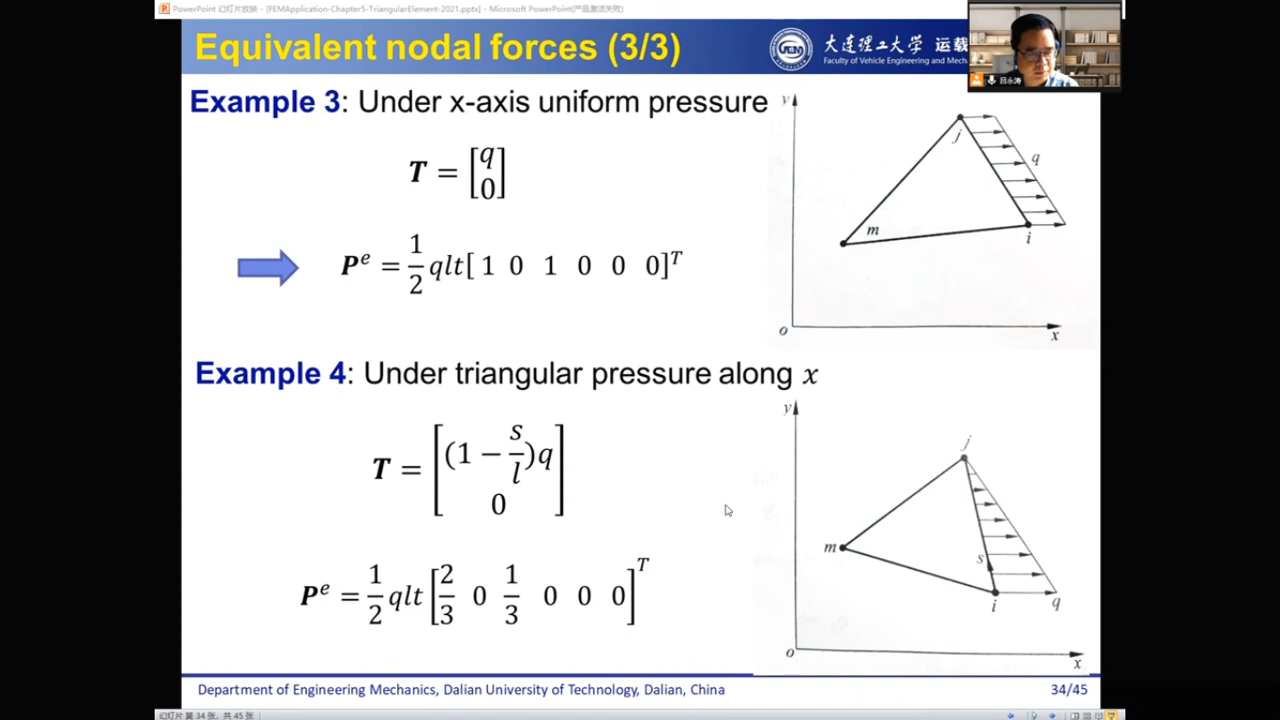 PowerPoint 幻灯片放映 - [FEMApplication-Chapter5-TriangularElement-2021.pptx] - Microsoft PowerPoint(产品激活失败)
Equivalent nodal forces (3/3)
大连理工大学 运载
Faculty of Vehicle Engineering and Mech
吕永涛
Example 3: Under x-axis uniform pressure
T = [q 0]
P^e = 1/2 qlt[ 1 0 1 0 0 0]^T
y
j
q
m
i
o
x
Example 4: Under triangular pressure along x
T = [(1 − s/l)q 0]
P^e = 1/2 qlt [2/3 0 1/3 0 0 0]^T
y
j
m
s
i
q
o
x
Department of Engineering Mechanics, Dalian University of Technology, Dalian, China
34/45
幻灯片 第 34 张，共 45 张